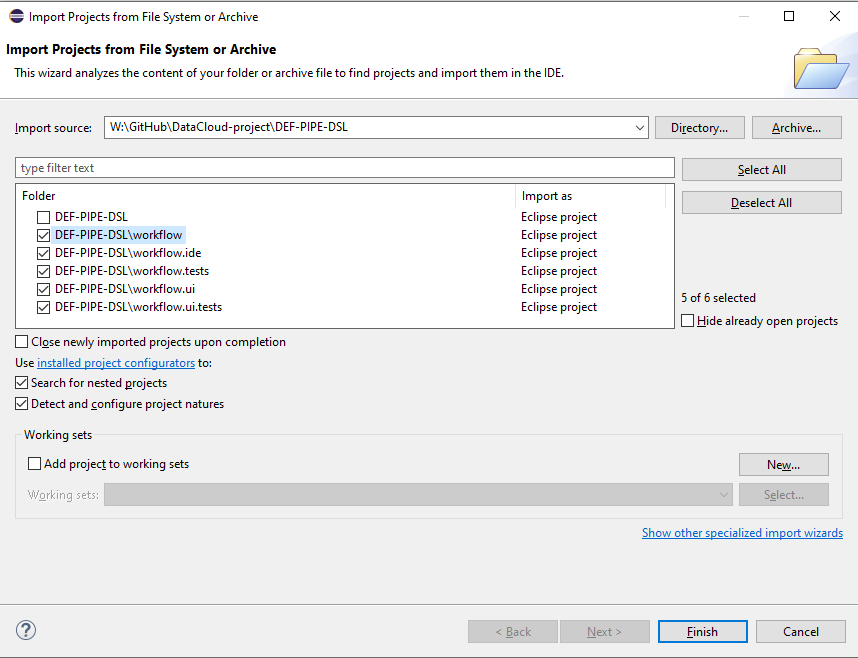 Import Projects from File System or Archive
Import Projects from File System or Archive
This wizard analyzes the content of your folder or archive file to find projects and import them in the IDE.
Import source: W:\GitHub\DataCloud-project\DEF-PIPE-DSL Directory... Archive...
type filter text Select All
Folder Import as Deselect All
DEF-PIPE-DSL Eclipse project
DEF-PIPE-DSL\workflow Eclipse project
DEF-PIPE-DSL\workflow.ide Eclipse project
DEF-PIPE-DSL\workflow.tests Eclipse project
DEF-PIPE-DSL\workflow.ui Eclipse project
5 of 6 selected
DEF-PIPE-DSL\workflow.ui.tests Eclipse project
Hide already open projects
Close newly imported projects upon completion
Use installed project configurators to:
Search for nested projects
Detect and configure project natures
Working sets
Add project to working sets New...
Working sets: Select...
Show other specialized import wizards
? < Back Next > Finish Cancel